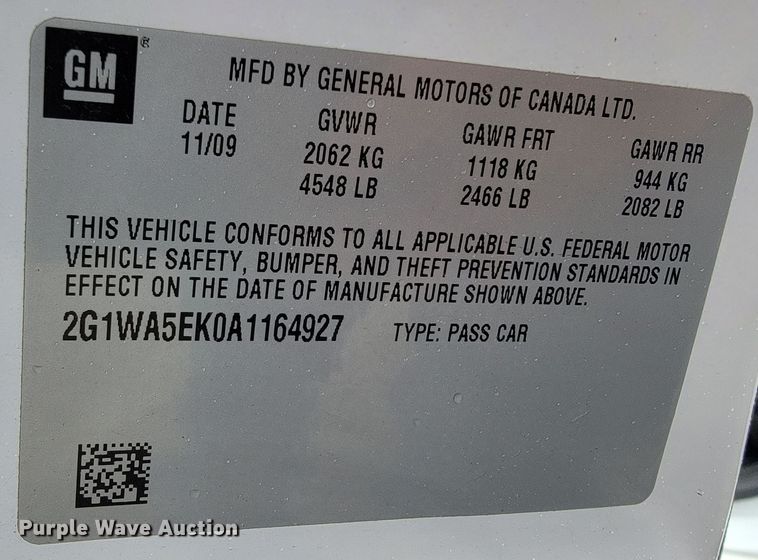 GM®
MFD BY GENERAL MOTORS OF CANADA LTD.
DATE GVWR GAWR FRT GAWR RR
11/09 2062 KG 1118 KG 944 KG
4548 LB 2466 LB 2082 LB
THIS VEHICLE CONFORMS TO ALL APPLICABLE U.S. FEDERAL MOTOR
VEHICLE SAFETY, BUMPER, AND THEFT PREVENTION STANDARDS IN
EFFECT ON THE DATE OF MANUFACTURE SHOWN ABOVE.
2G1WA5EK0A1164927 TYPE: PASS CAR
Purple Wave Auction